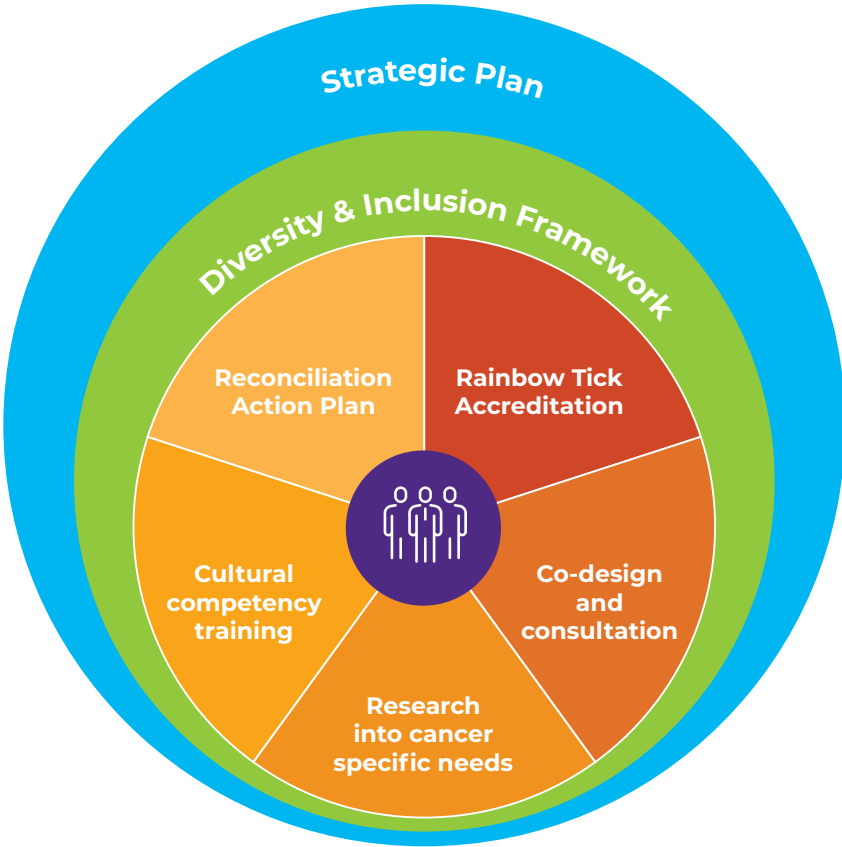 Strategic Plan
Diversity & Inclusion Framework
Reconciliation
Action Plan
Rainbow Tick
Accreditation
Cultural
competency
training
Co-design
and
consultation
Research
into cancer
specific needs